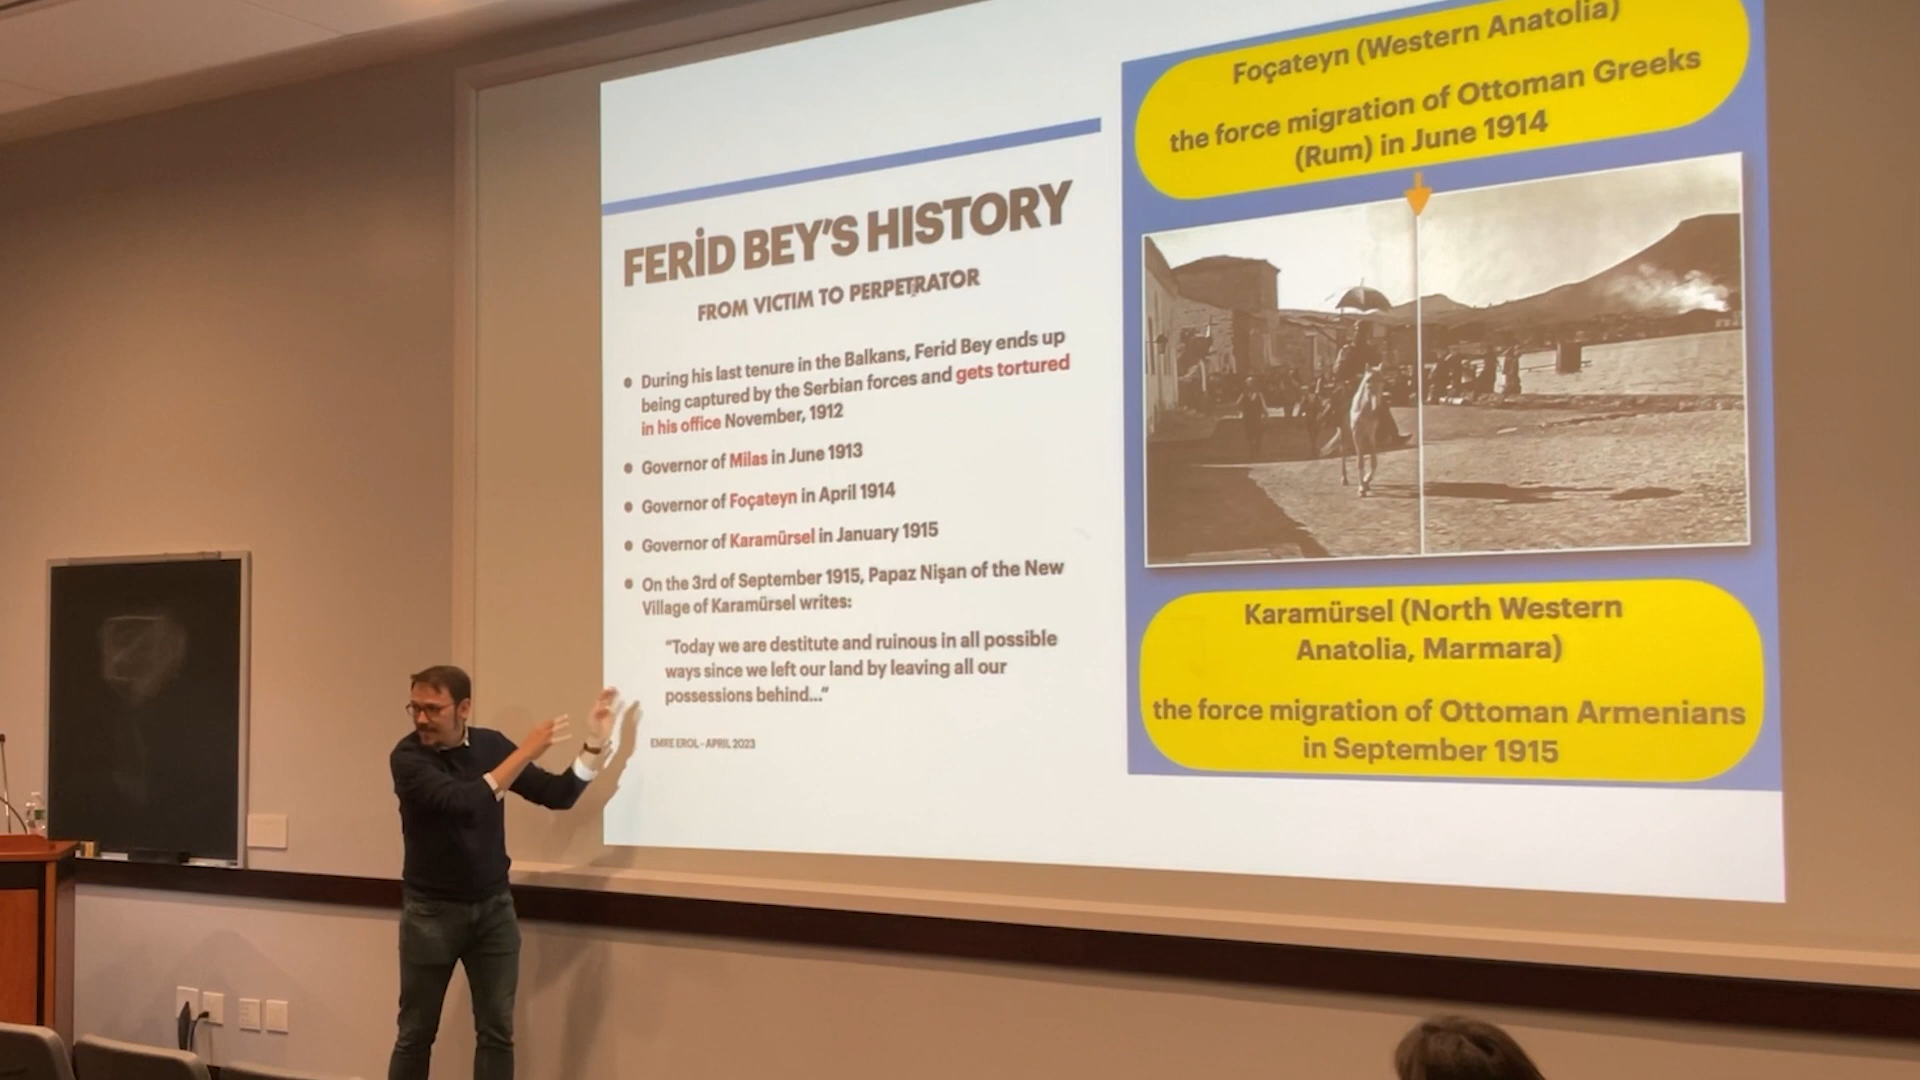 FERİD BEY'S HISTORY
FROM VICTIM TO PERPETRATOR
• During his last tenure in the Balkans, Ferid Bey ends up
being captured by the Serbian forces and gets tortured
in his office November, 1912
• Governor of Milas in June 1913
• Governor of Foçateyn in April 1914
• Governor of Karamürsel in January 1915
• On the 3rd of September 1915, Papaz Nişan of the New
Village of Karamürsel writes:
"Today we are destitute and ruinous in all possible
ways since we left our land by leaving all our
possessions behind..."
EMRE EROL - APRIL 2023
Foçateyn (Western Anatolia)
the force migration of Ottoman Greeks
(Rum) in June 1914
Karamürsel (North Western
Anatolia, Marmara)
the force migration of Ottoman Armenians
in September 1915